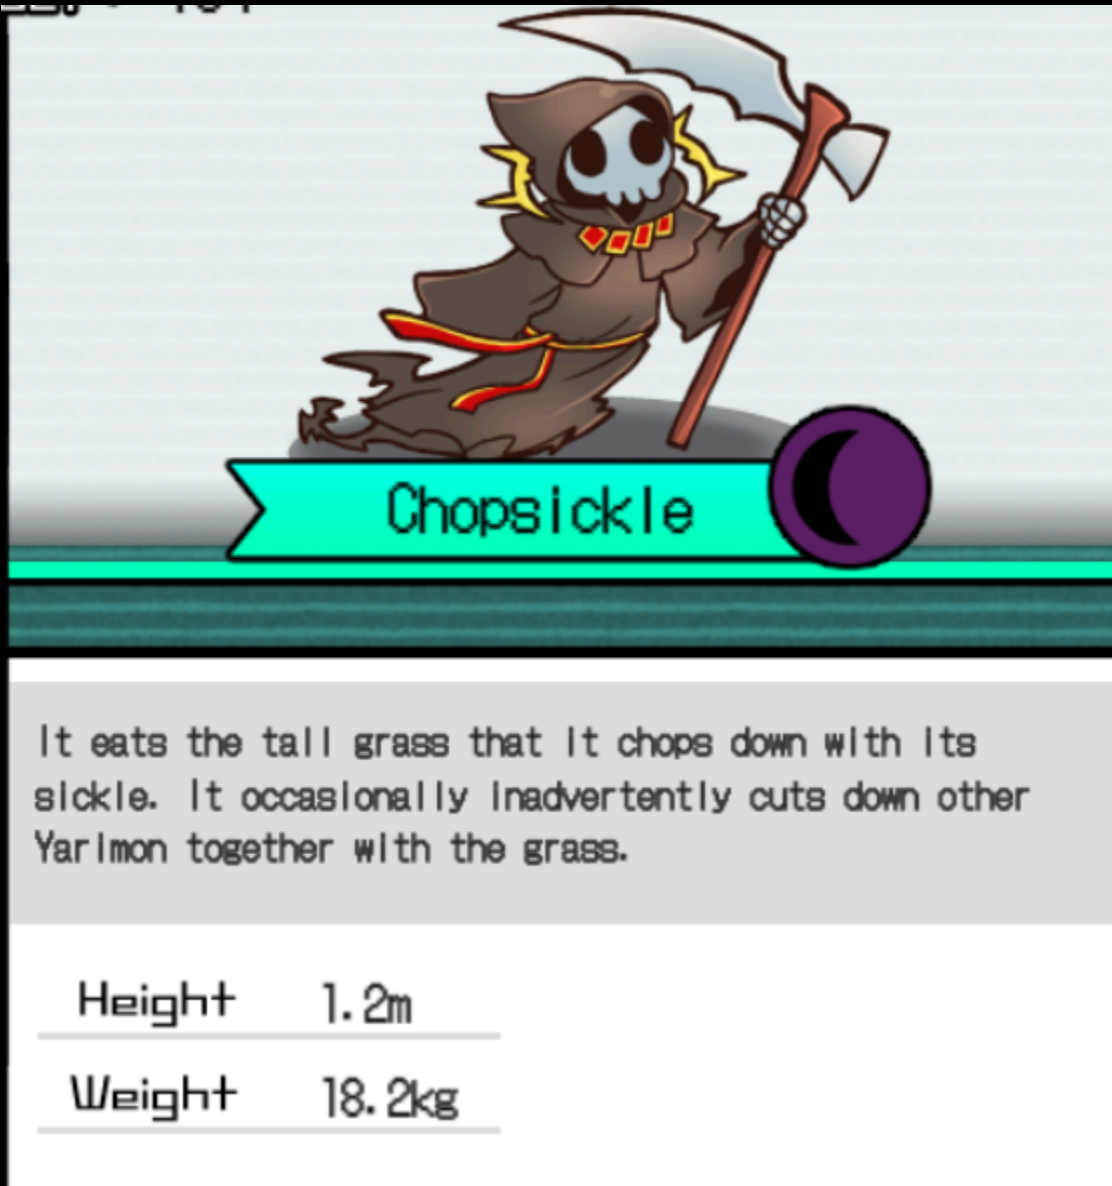 Chopsickle
It eats the tall grass that it chops down with its
sickle. It occasionally inadvertently cuts down other
Yarimon together with the grass.
Height 1.2m
Weight 18.2kg